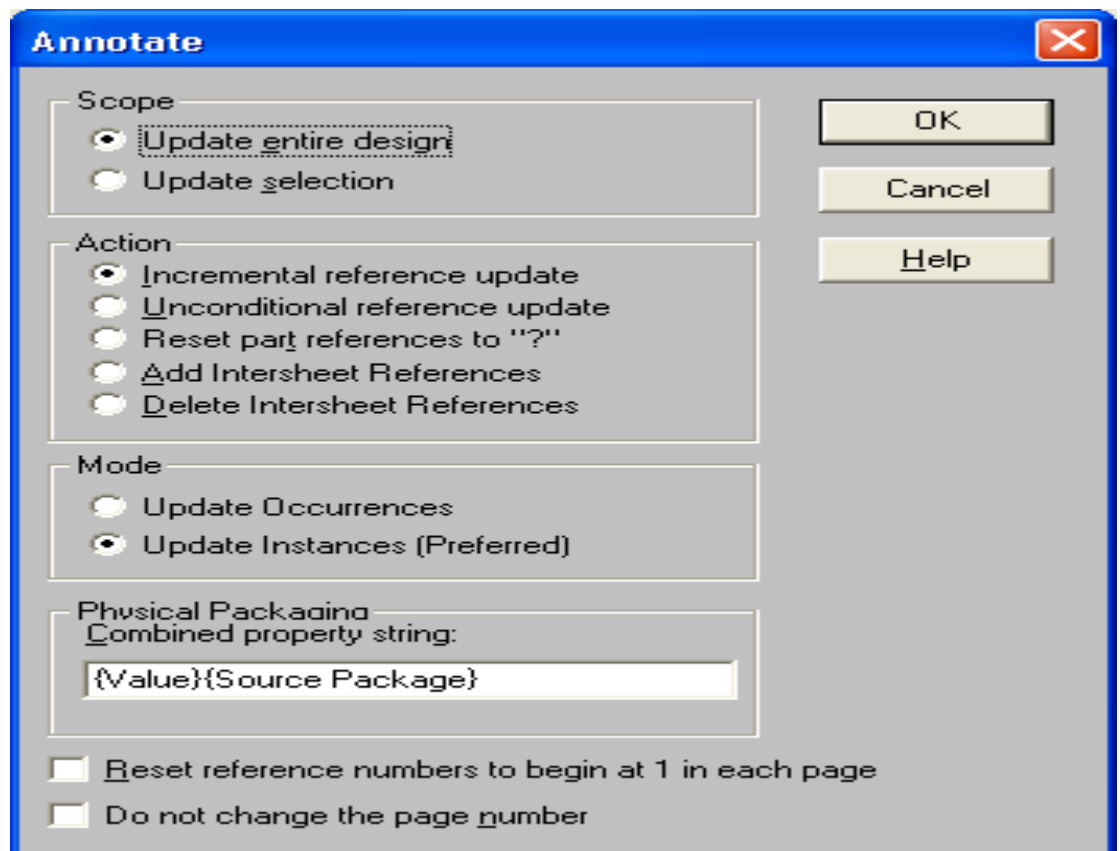 Annotate
Scope
Update entire design
Update selection
OK
Cancel
Help
Action
Incremental reference update
Unconditional reference update
Reset part references to "?"
Add Intersheet References
Delete Intersheet References
Mode
Update Occurrences
Update Instances (Preferred)
Physical Packaging
Combined property string:
{Value}{Source Package}
Reset reference numbers to begin at 1 in each page
Do not change the page number